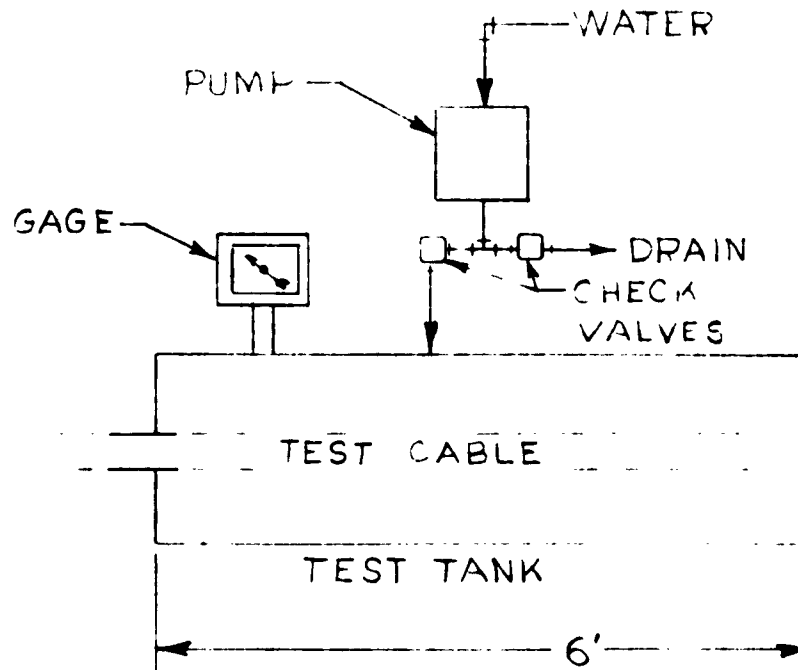 WATER
PUMP
GAGE
DRAIN
CHECK
VALVES
TEST CABLE
TEST TANK
6'